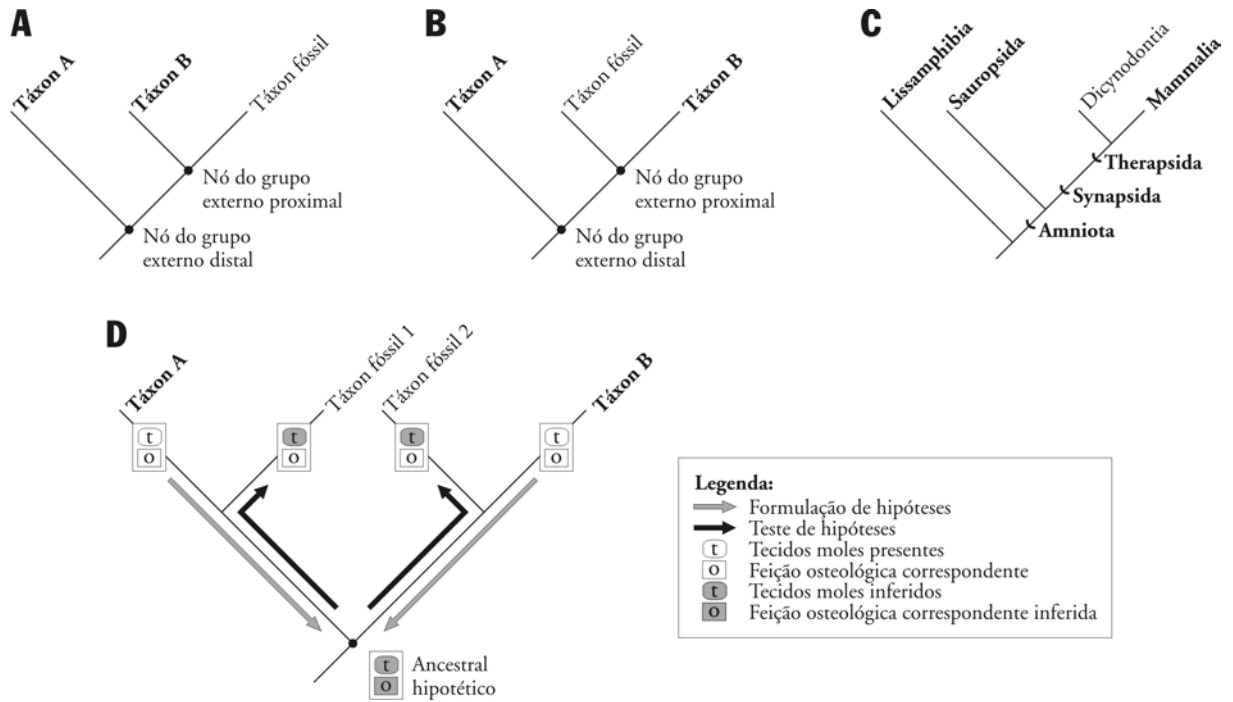 A
Táxon A
Táxon B
Táxon fóssil
Nó do grupo
externo proximal
Nó do grupo
externo distal
B
Táxon A
Táxon fóssil
Táxon B
Nó do grupo
externo proximal
Nó do grupo
externo distal
C
Lissamphibia
Sauropsida
Dicynodontia
Mammalia
Therapsida
Synapsida
Amniota
D
Táxon A
Táxon fóssil 1
Táxon fóssil 2
Táxon B
t
o
t
o
t
o
t
o
t
o
Ancestral
hipotético
Legenda:
Formulação de hipóteses
Teste de hipóteses
t Tecidos moles presentes
o Feição osteológica correspondente
t Tecidos moles inferidos
o Feição osteológica correspondente inferida